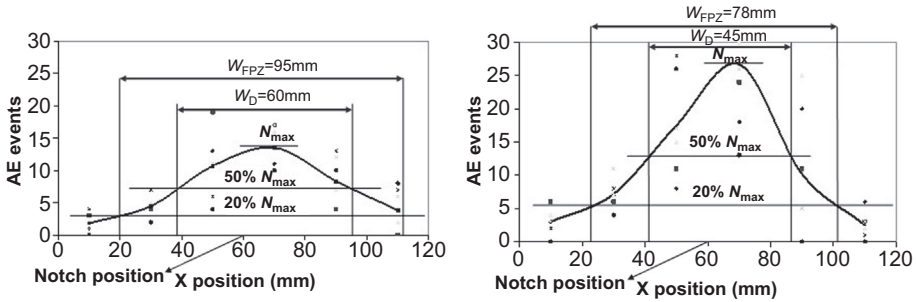 W_FPZ=95mm
W_D=60mm
N_max
50% N_max
20% N_max
AE events
30
25
20
15
10
5
0
0 20 40 60 80 100 120
Notch position
X position (mm)
W_FPZ=78mm
W_D=45mm
N_max
50% N_max
20% N_max
AE events
30
25
20
15
10
5
0
0 20 40 60 80 100 120
Notch position
X position (mm)